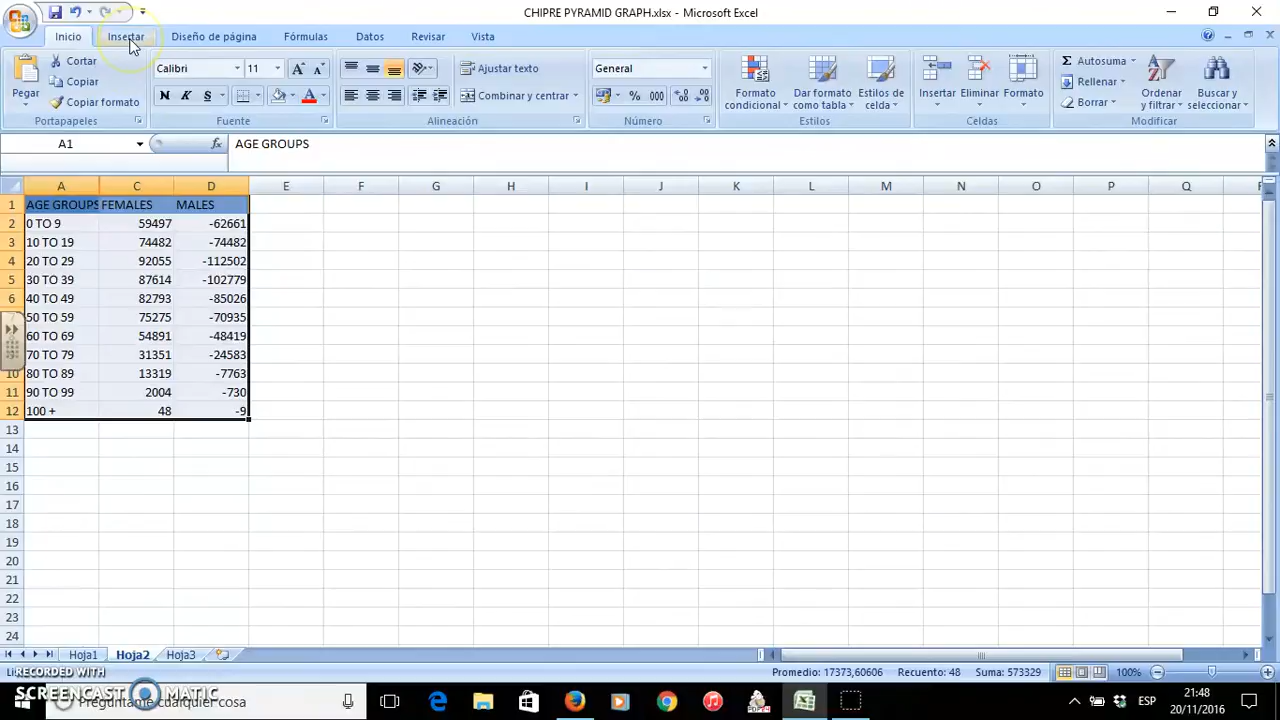 CHIPRE PYRAMID GRAPH.xlsx - Microsoft Excel
Inicio Insertar Diseño de página Fórmulas Datos Revisar Vista
Pegar Cortar Copiar Copiar formato Portapapeles
Calibri 11 N K S A Fuente
Ajustar texto Combinar y centrar Alineación
General % 000 Número
Formato condicional Dar formato como tabla Estilos de celda Estilos
Insertar Eliminar Formato Celdas
Σ Autosuma Rellenar Borrar Ordenar y filtrar Buscar y seleccionar Modificar
A1 fx AGE GROUPS
A C D E F G H I J K L M N O P Q
1 AGE GROUPS FEMALES MALES
2 0 TO 9 59497 -62661
3 10 TO 19 74482 -74482
4 20 TO 29 92055 -112502
5 30 TO 39 87614 -102779
6 40 TO 49 82793 -85026
50 TO 59 75275 -70935
60 TO 69 54891 -48419
70 TO 79 31351 -24583
10 80 TO 89 13319 -7763
11 90 TO 99 2004 -730
12 100 + 48 -9
13
14
15
16
17
18
19
20
21
22
23
24
Hoja1 Hoja2 Hoja3
Promedio: 17373,60606 Recuento: 48 Suma: 573329 100%
RECORDED WITH
SCREENCAST MATIC
Pregúntame cualquier cosa
ESP 21:48
20/11/2016